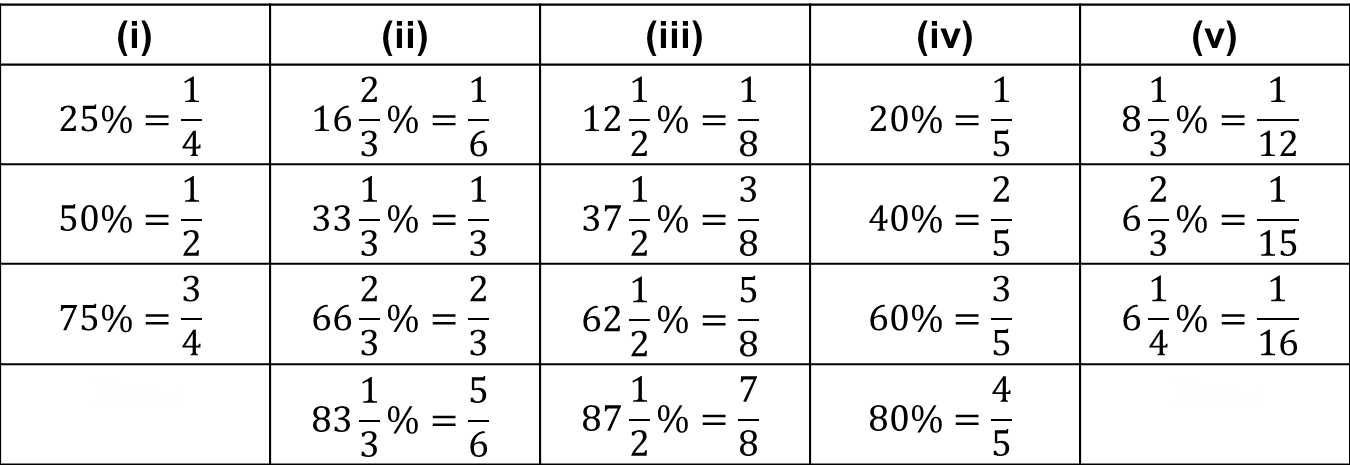 (i) (ii) (iii) (iv) (v)
25% = 1/4 16 2/3% = 1/6 12 1/2% = 1/8 20% = 1/5 8 1/3% = 1/12
50% = 1/2 33 1/3% = 1/3 37 1/2% = 3/8 40% = 2/5 6 2/3% = 1/15
75% = 3/4 66 2/3% = 2/3 62 1/2% = 5/8 60% = 3/5 6 1/4% = 1/16
83 1/3% = 5/6 87 1/2% = 7/8 80% = 4/5